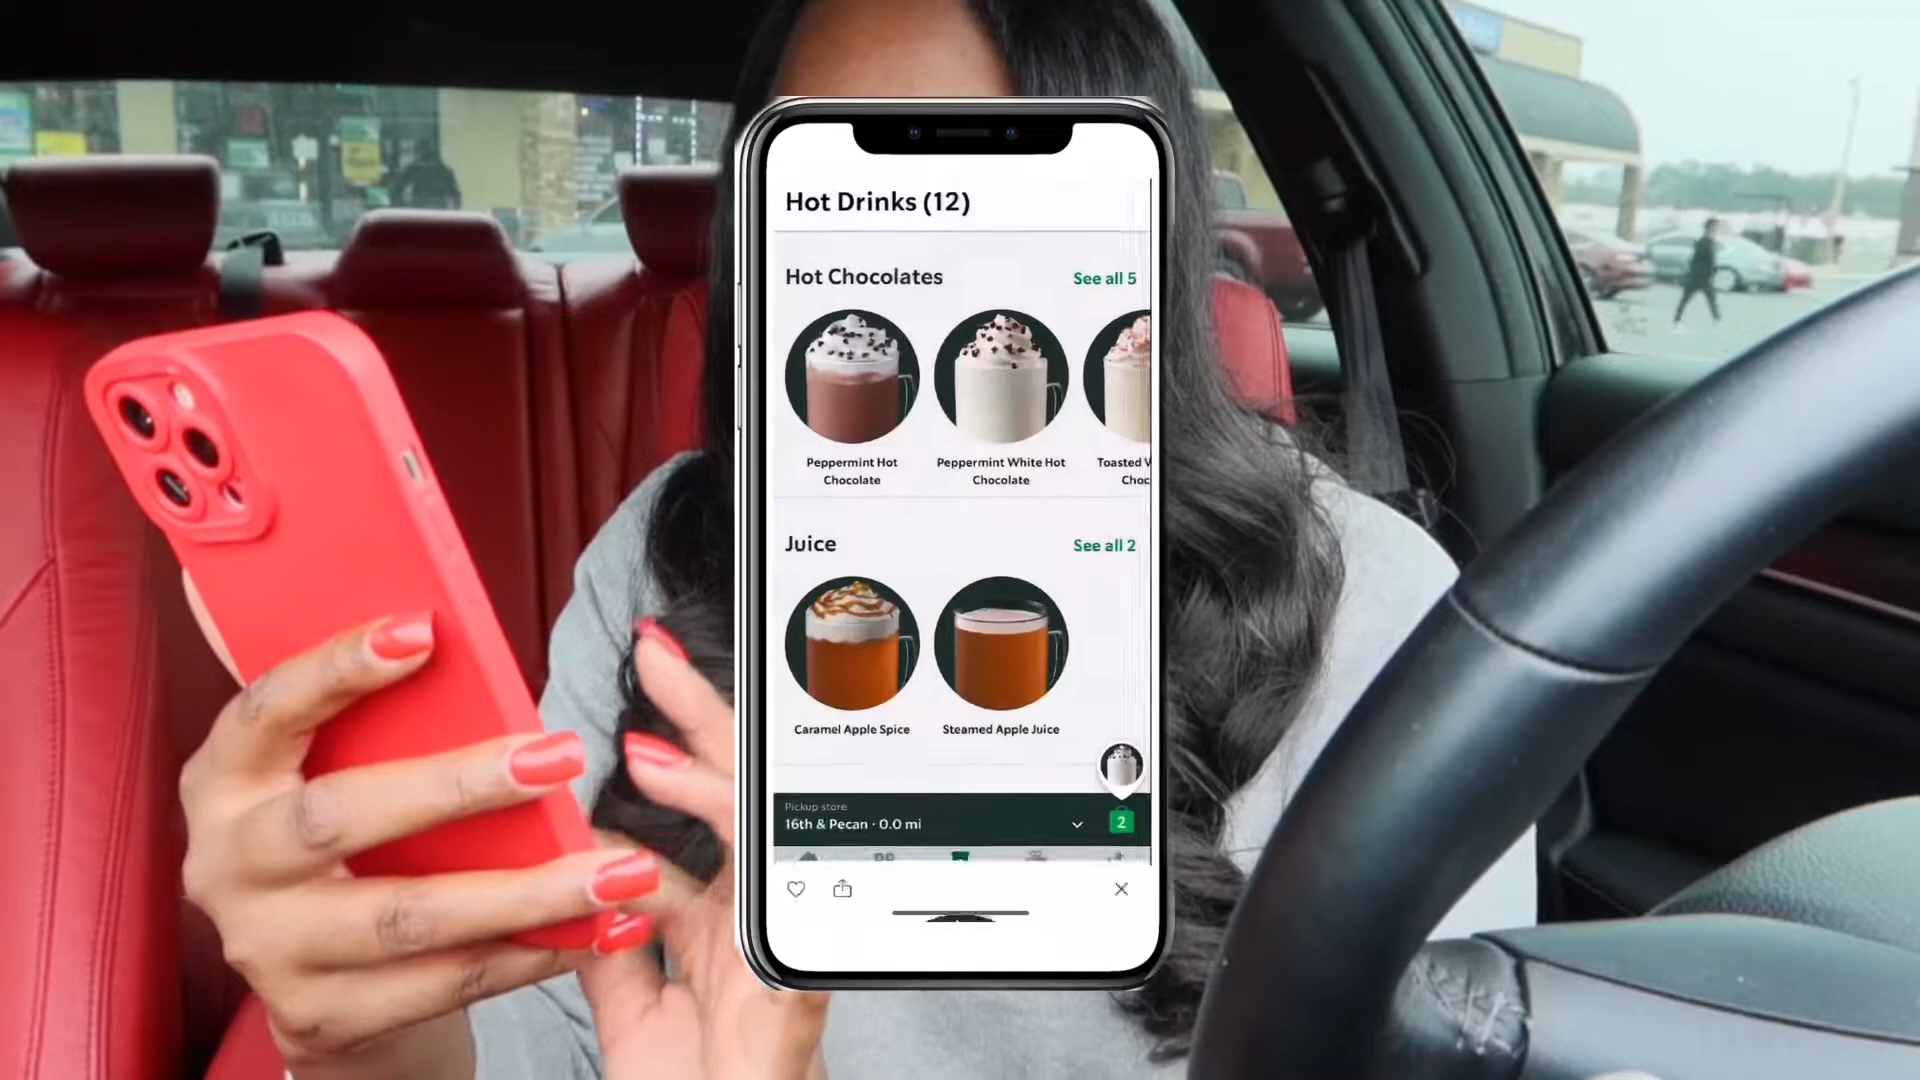 Hot Drinks (12)
Hot Chocolates
See all 5
Peppermint Hot
Chocolate
Peppermint White Hot
Chocolate
Toasted
Juice
See all 2
Caramel Apple Spice
Steamed Apple Juice
Pickup store
16th & Pecan · 0.0 mi
2